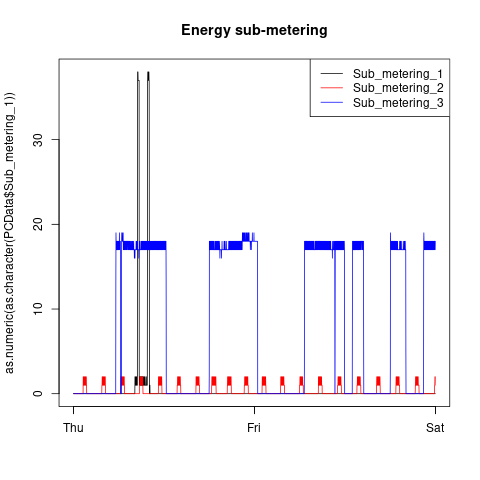 Energy sub-metering
Sub_metering_1
Sub_metering_2
Sub_metering_3
as.numeric(as.character(PCData$Sub_metering_1))
30
20
10
0
Thu Fri Sat